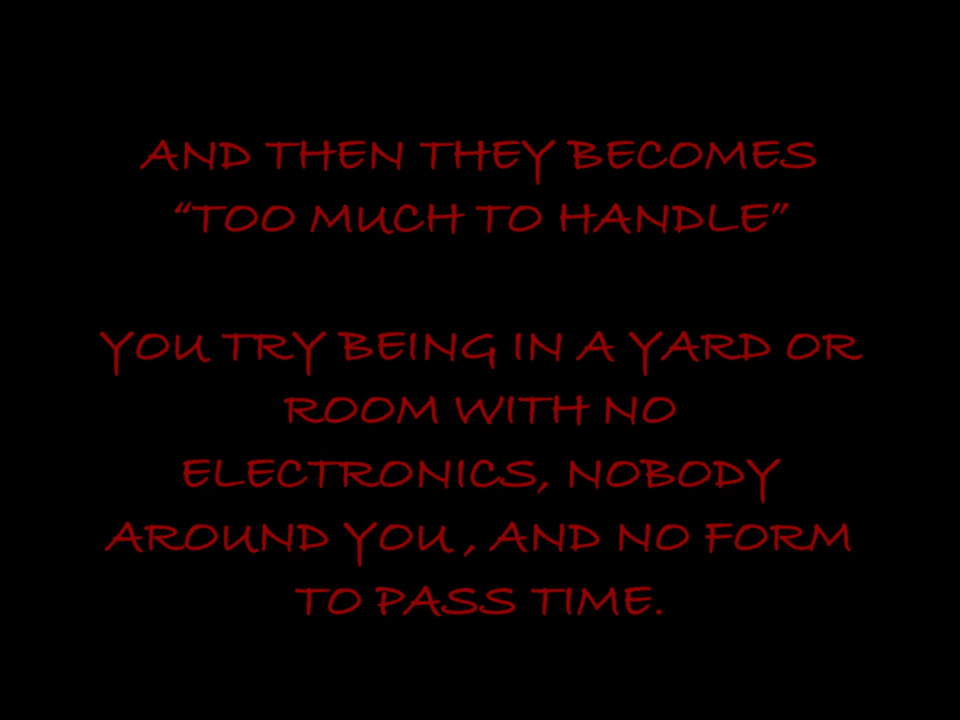 AND THEN THEY BECOMES
“TOO MUCH TO HANDLE”
YOU TRY BEING IN A YARD OR
ROOM WITH NO
ELECTRONICS, NOBODY
AROUND YOU , AND NO FORM
TO PASS TIME.